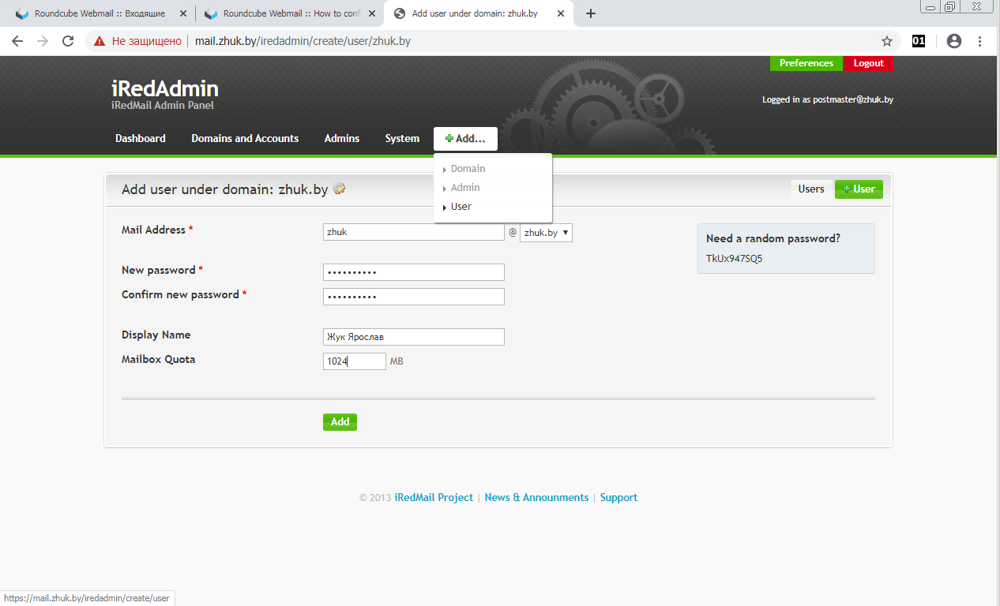 Roundcube Webmail :: Входящие
Roundcube Webmail :: How to confi
Add user under domain: zhuk.by
Не защищено
mail.zhuk.by/iredadmin/create/user/zhuk.by
01
Preferences
Logout
iRedAdmin
iRedMail Admin Panel
Logged in as postmaster@zhuk.by
Dashboard
Domains and Accounts
Admins
System
Add...
Domain
Admin
User
Add user under domain: zhuk.by
Users
User
Mail Address *
zhuk
@
zhuk.by
Need a random password?
TkUx947SQ5
New password *
••••••••••
Confirm new password *
••••••••••
Display Name
Жук Ярослав
Mailbox Quota
1024
MB
Add
© 2013 iRedMail Project | News & Announments | Support
https://mail.zhuk.by/iredadmin/create/user